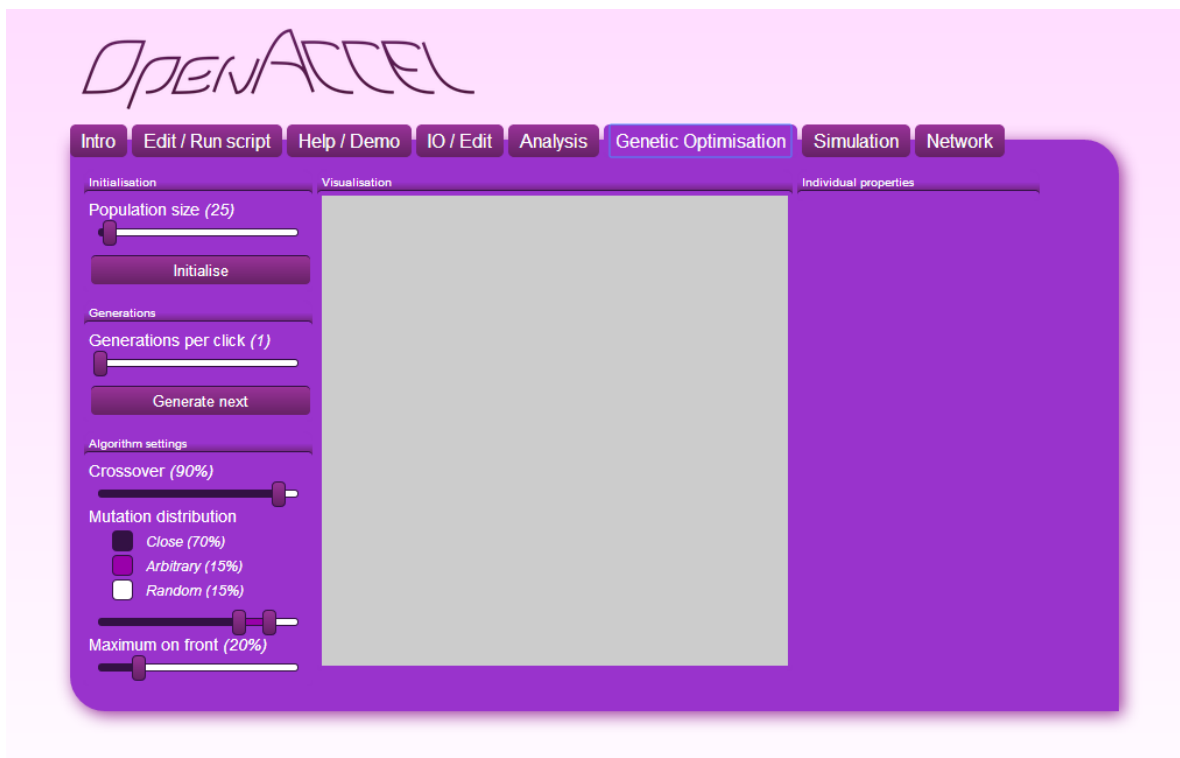 OpenAccel
Intro Edit / Run script Help / Demo IO / Edit Analysis Genetic Optimisation Simulation Network
Initialisation
Population size (25)
Initialise
Generations
Generations per click (1)
Generate next
Algorithm settings
Crossover (90%)
Mutation distribution
Close (70%)
Arbitrary (15%)
Random (15%)
Maximum on front (20%)
Visualisation
Individual properties